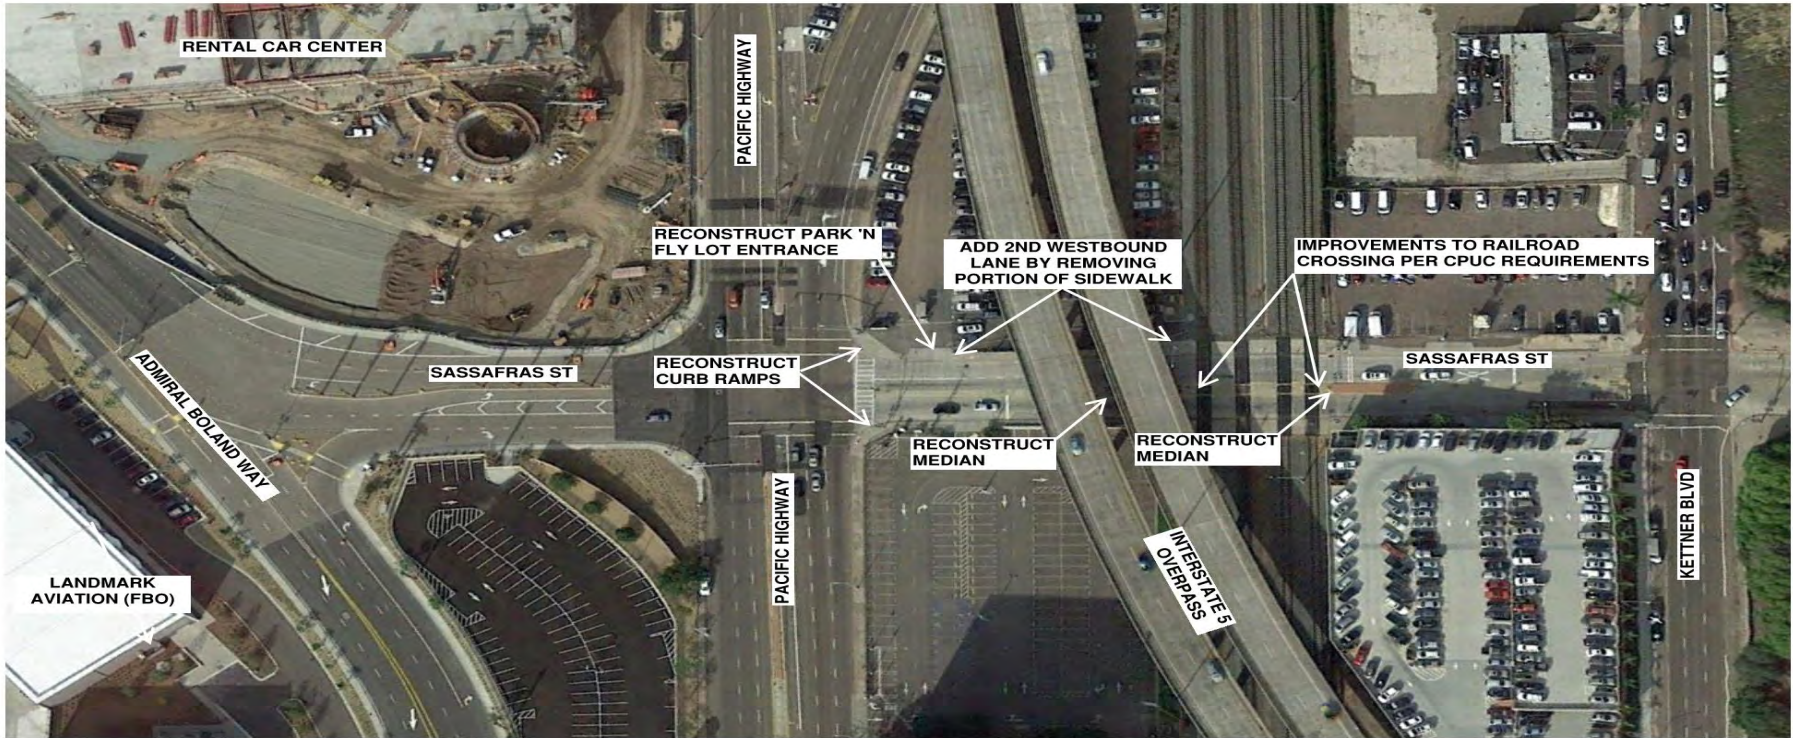 RENTAL CAR CENTER
PACIFIC HIGHWAY
RECONSTRUCT PARK 'N
FLY LOT ENTRANCE
ADD 2ND WESTBOUND
LANE BY REMOVING
PORTION OF SIDEWALK
IMPROVEMENTS TO RAILROAD
CROSSING PER CPUC REQUIREMENTS
RECONSTRUCT
CURB RAMPS
SASSAFRAS ST
SASSAFRAS ST
ADMIRAL BOLAND WAY
RECONSTRUCT
MEDIAN
RECONSTRUCT
MEDIAN
PACIFIC HIGHWAY
INTERSTATE 5
OVERPASS
KETTNER BLVD
LANDMARK
AVIATION (FBO)